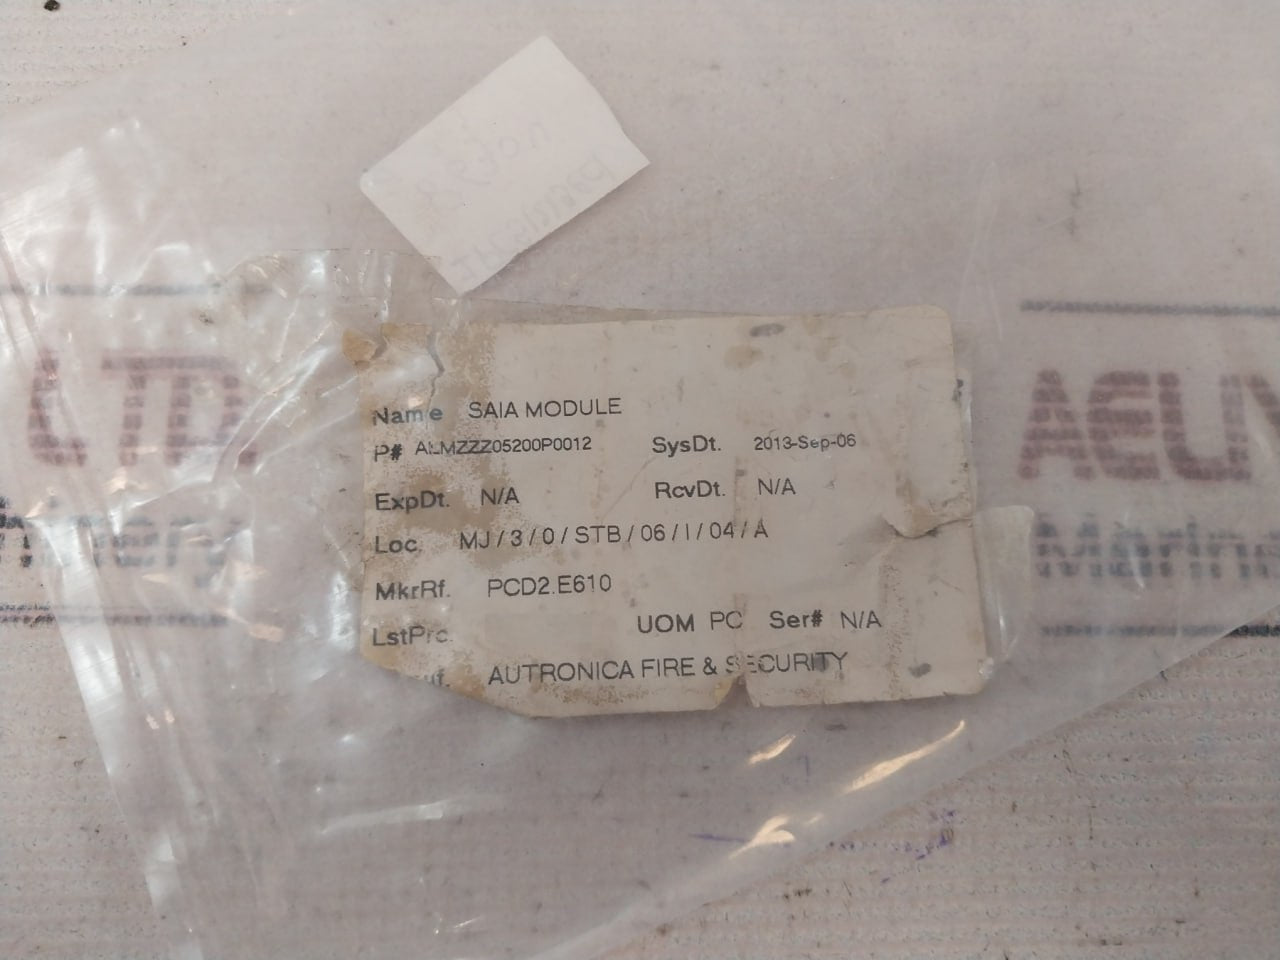 Name SAIA MODULE
P# ALMZZZ05200P0012 SysDt. 2013-Sep-06
ExpDt. N/A RcvDt. N/A
Loc. MJ / 3 / 0 / STB / 06 / I / 04 / A
MkrRf. PCD2.E610
LstPrc. UOM PC Ser# N/A
AUTRONICA FIRE & SECURITY
LTD